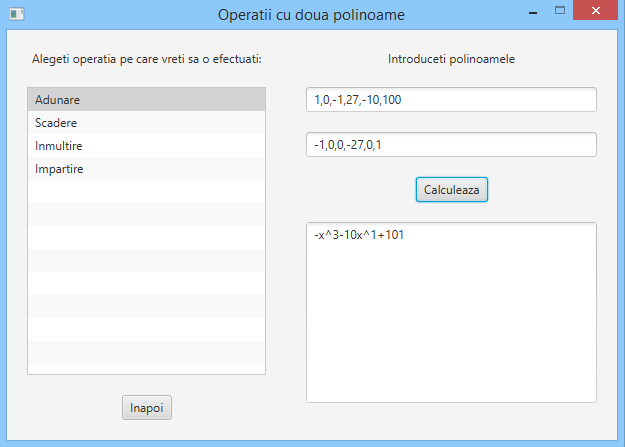 Operatii cu doua polinoame
Alegeti operatia pe care vreti sa o efectuati:
Adunare
Scadere
Inmultire
Impartire
Inapoi
Introduceti polinoamele
1,0,-1,27,-10,100
-1,0,0,-27,0,1
Calculeaza
-x^3-10x^1+101